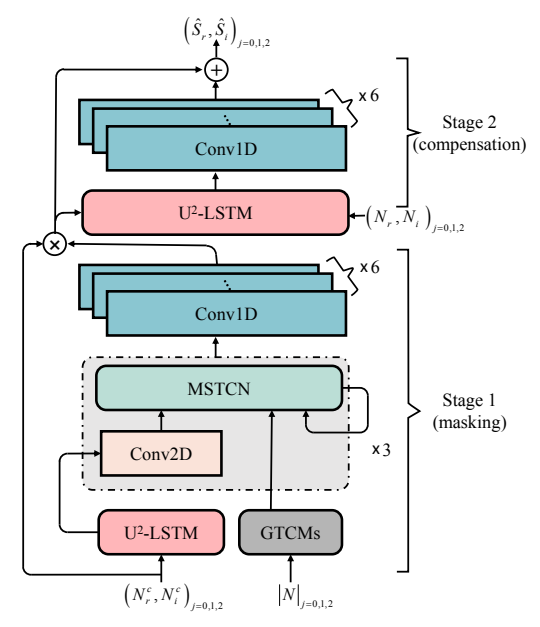 (Ŝ_r, Ŝ_i)_{j=0,1,2}
+
x 6
Conv1D
Stage 2
(compensation)
U²-LSTM
(N_r, N_i)_{j=0,1,2}
×
x 6
Conv1D
MSTCN
Stage 1
(masking)
Conv2D
x 3
U²-LSTM
GTCMs
(N_r^c, N_i^c)_{j=0,1,2}
|N|_{j=0,1,2}